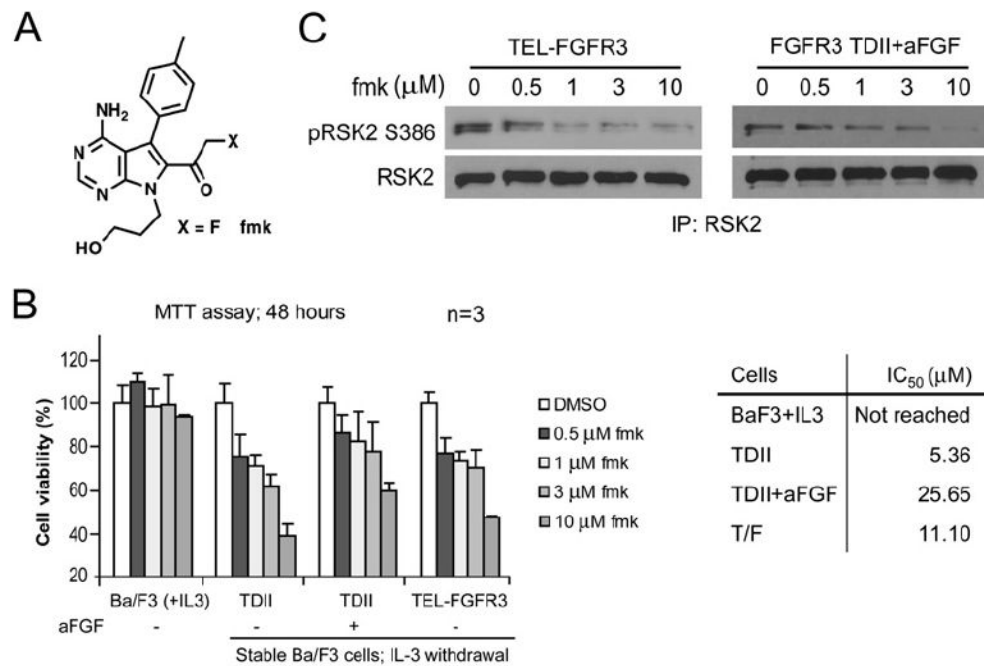 A
NH₂
N
N
N
X
O
HO
X = F fmk
C
TEL-FGFR3
FGFR3 TDII+aFGF
fmk (μM) 0 0.5 1 3 10 0 0.5 1 3 10
pRSK2 S386
RSK2
IP: RSK2
B
MTT assay; 48 hours n=3
Cell viability (%)
120
100
80
60
40
20
Ba/F3 (+IL3) TDII TDII TEL-FGFR3
aFGF - - + -
Stable Ba/F3 cells; IL-3 withdrawal
DMSO
0.5 μM fmk
1 μM fmk
3 μM fmk
10 μM fmk
Cells IC₅₀ (μM)
BaF3+IL3 Not reached
TDII 5.36
TDII+aFGF 25.65
T/F 11.10